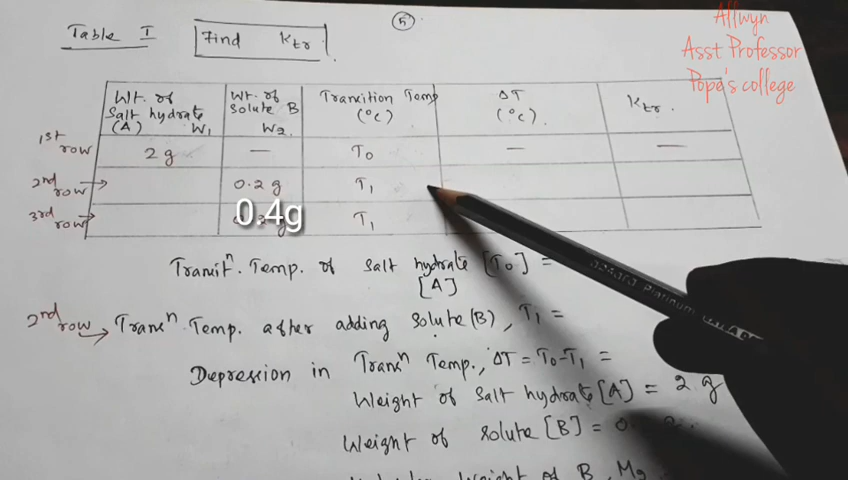 Table I
Find Ktr
5
Allwyn
Asst Professor
Pope's college
Wt. of Salt hydrate (A) W1
Wt. of Solute B W2
Transition Temp (°C)
ΔT (°C)
Ktr.
1st row
2 g
—
T0
—
—
2nd row →
0.2 g
T1
3rd row →
0.4g
T1
Transitn. Temp. of salt hydrate [T0] =
[A]
2nd row → Transn. Temp. after adding solute(B), T1 =
Depression in Transn Temp., ΔT = T0-T1 =
Weight of salt hydrate [A] = 2 g
Weight of solute [B] =
Weight of B, M2